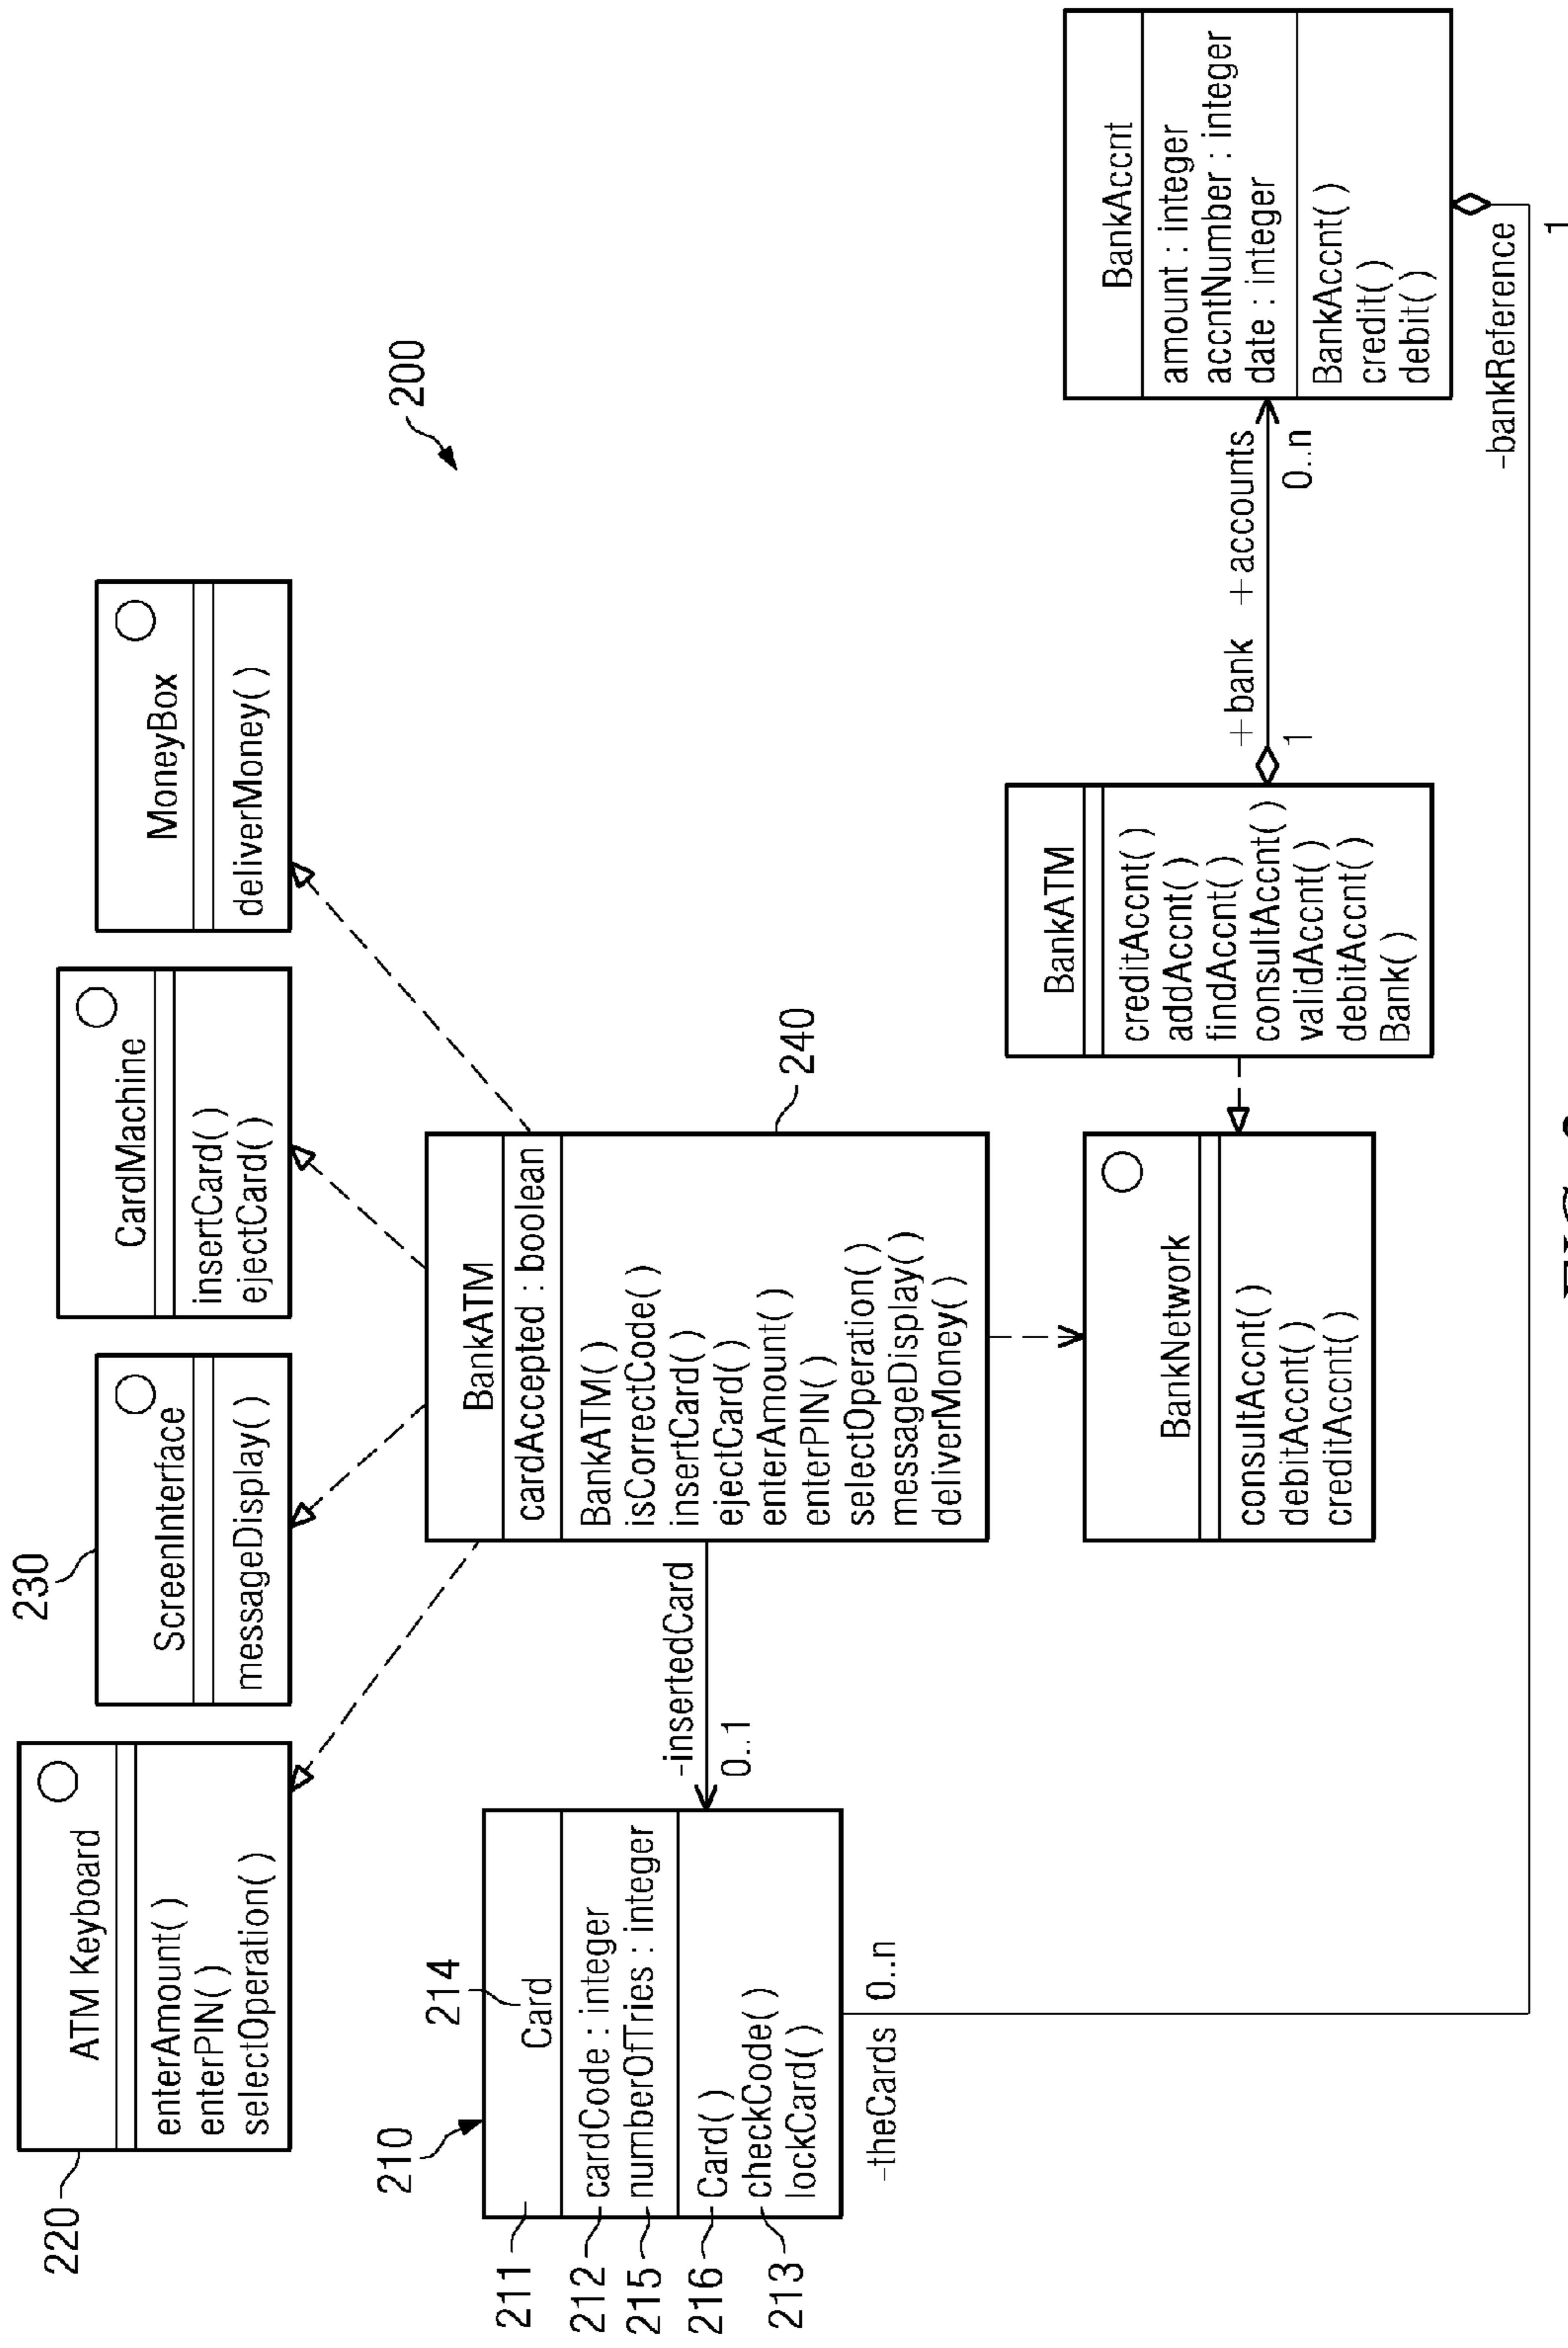 200
220
ATM Keyboard
enterAmount( )
enterPIN( )
selectOperation( )
230
ScreenInterface
messageDisplay( )
CardMachine
insertCard( )
ejectCard( )
MoneyBox
deliverMoney( )
210
214
211
Card
212
cardCode : integer
215
numberOfTries : integer
216
Card( )
213
checkCode( )
lockCard( )
-insertedCard
0..1
240
BankATM
cardAccepted : boolean
BankATM( )
isCorrectCode( )
insertCard( )
ejectCard( )
enterAmount( )
enterPIN( )
selectOperation( )
messageDisplay( )
deliverMoney( )
-theCards 0..n
BankNetwork
consultAccnt( )
debitAccnt( )
creditAccnt( )
BankATM
creditAccnt( )
addAccnt( )
findAccnt( )
consultAccnt( )
validAccnt( )
debitAccnt( )
Bank( )
+bank +accounts
1
0..n
BankAccnt
amount : integer
accntNumber : integer
date : integer
BankAccnt( )
credit( )
debit( )
-bankReference
1